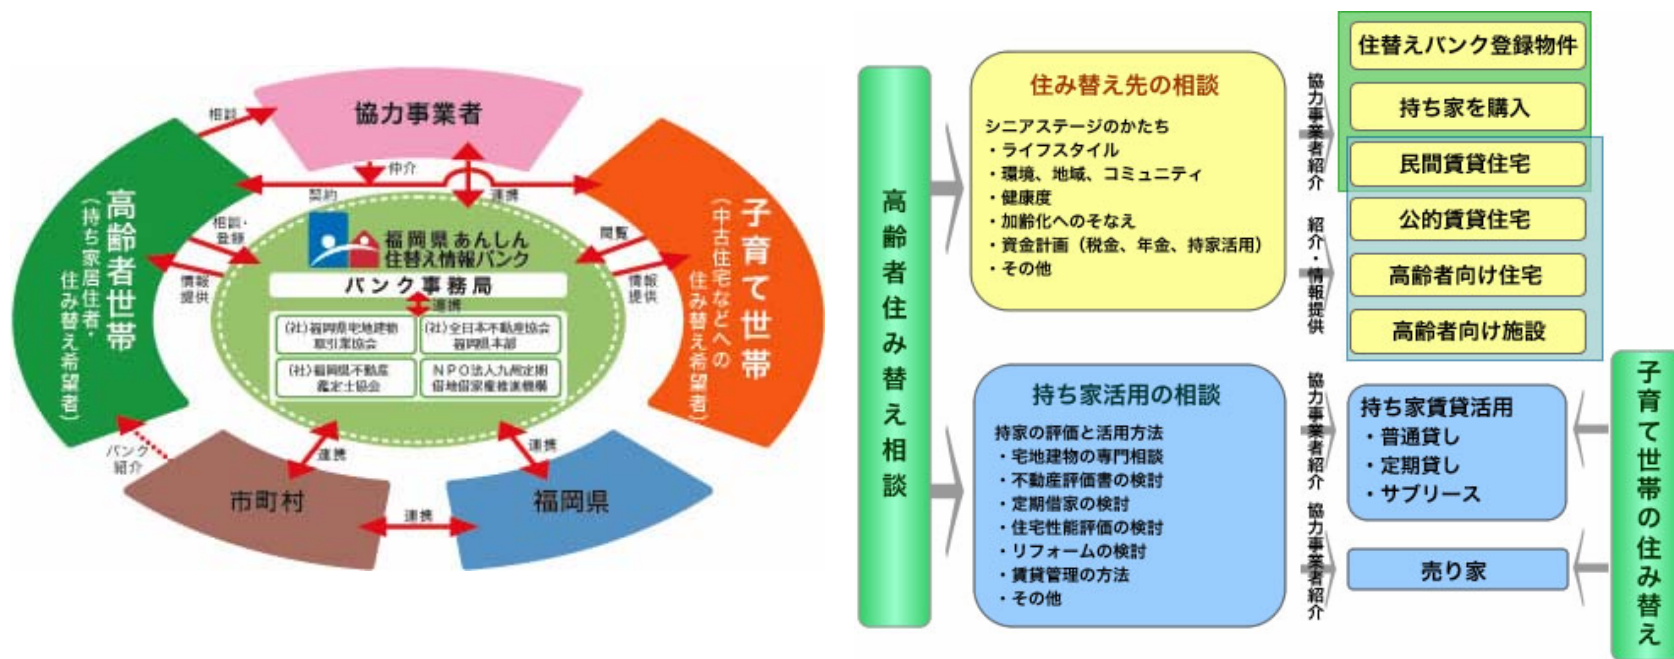 協力事業者
相談
仲介
契約
連携
高齢者世帯
（持ち家居住者・
住み替え希望者）
相談・
登録
情報
提供
福岡県 あんしん
住替え情報バンク
バンク事務局
連携
(社)福岡県宅地建物
取引業協会
(社)全日本不動産協会
福岡県本部
(社)福岡県不動産
鑑定士協会
NPO法人九州定期
借地借家権推進機構
閲覧
情報
提供
子育て世帯
（中古住宅などへの
住み替え希望者）
バンク
紹介
連携
連携
市町村
連携
福岡県
高齢者住み替え相談
住み替え先の相談
シニアステージのかたち
・ライフスタイル
・環境、地域、コミュニティ
・健康度
・加齢化へのそなえ
・資金計画（税金、年金、持家活用）
・その他
協力事業者紹介
紹介・情報提供
住替えバンク登録物件
持ち家を購入
民間賃貸住宅
公的賃貸住宅
高齢者向け住宅
高齢者向け施設
持ち家活用の相談
持家の評価と活用方法
・宅地建物の専門相談
・不動産評価書の検討
・定期借家の検討
・住宅性能評価の検討
・リフォームの検討
・賃貸管理の方法
・その他
協力事業者紹介
協力事業者紹介
持ち家賃貸活用
・普通貸し
・定期貸し
・サブリース
売り家
子育て世帯の住み替え